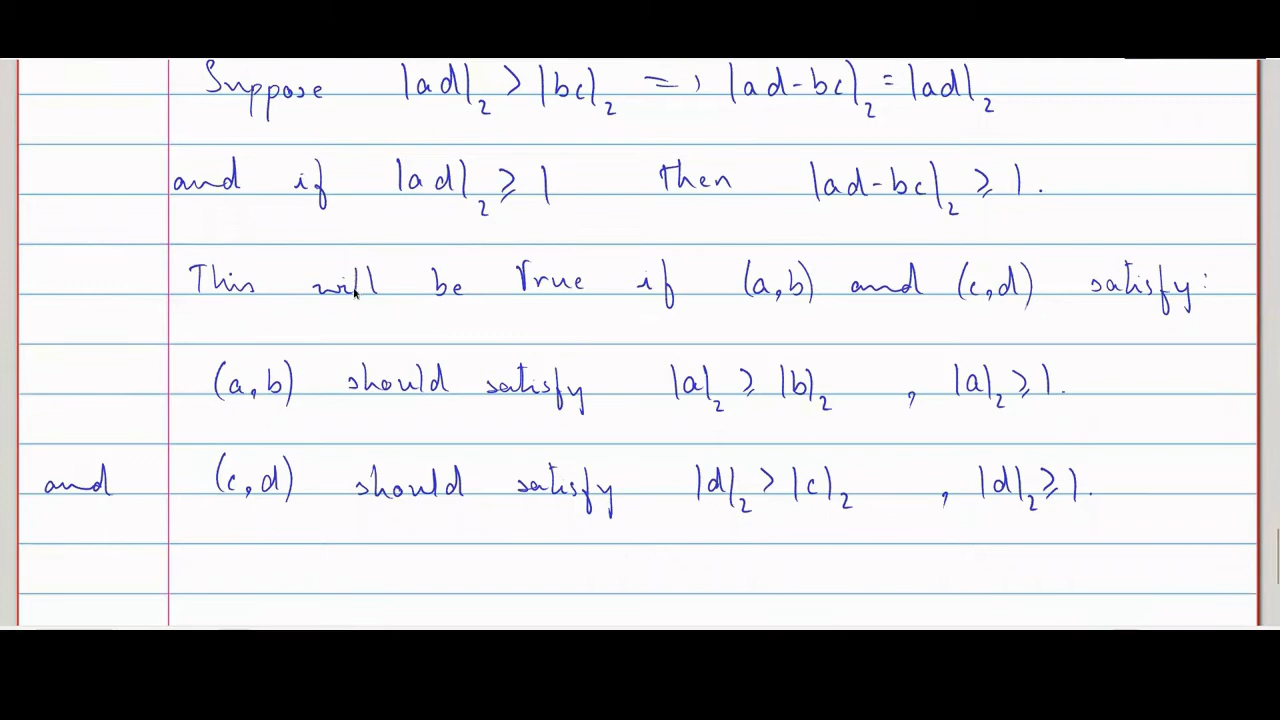 Suppose |ad|₂ > |bc|₂ => |ad-bc|₂ = |ad|₂
and if |ad|₂ ⩾ 1 Then |ad-bc|₂ ⩾ 1.
This will be True if (a,b) and (c,d) satisfy:
(a,b) should satisfy |a|₂ ⩾ |b|₂ , |a|₂ ⩾ 1.
and (c,d) should satisfy |d|₂ > |c|₂ , |d|₂ ⩾ 1.